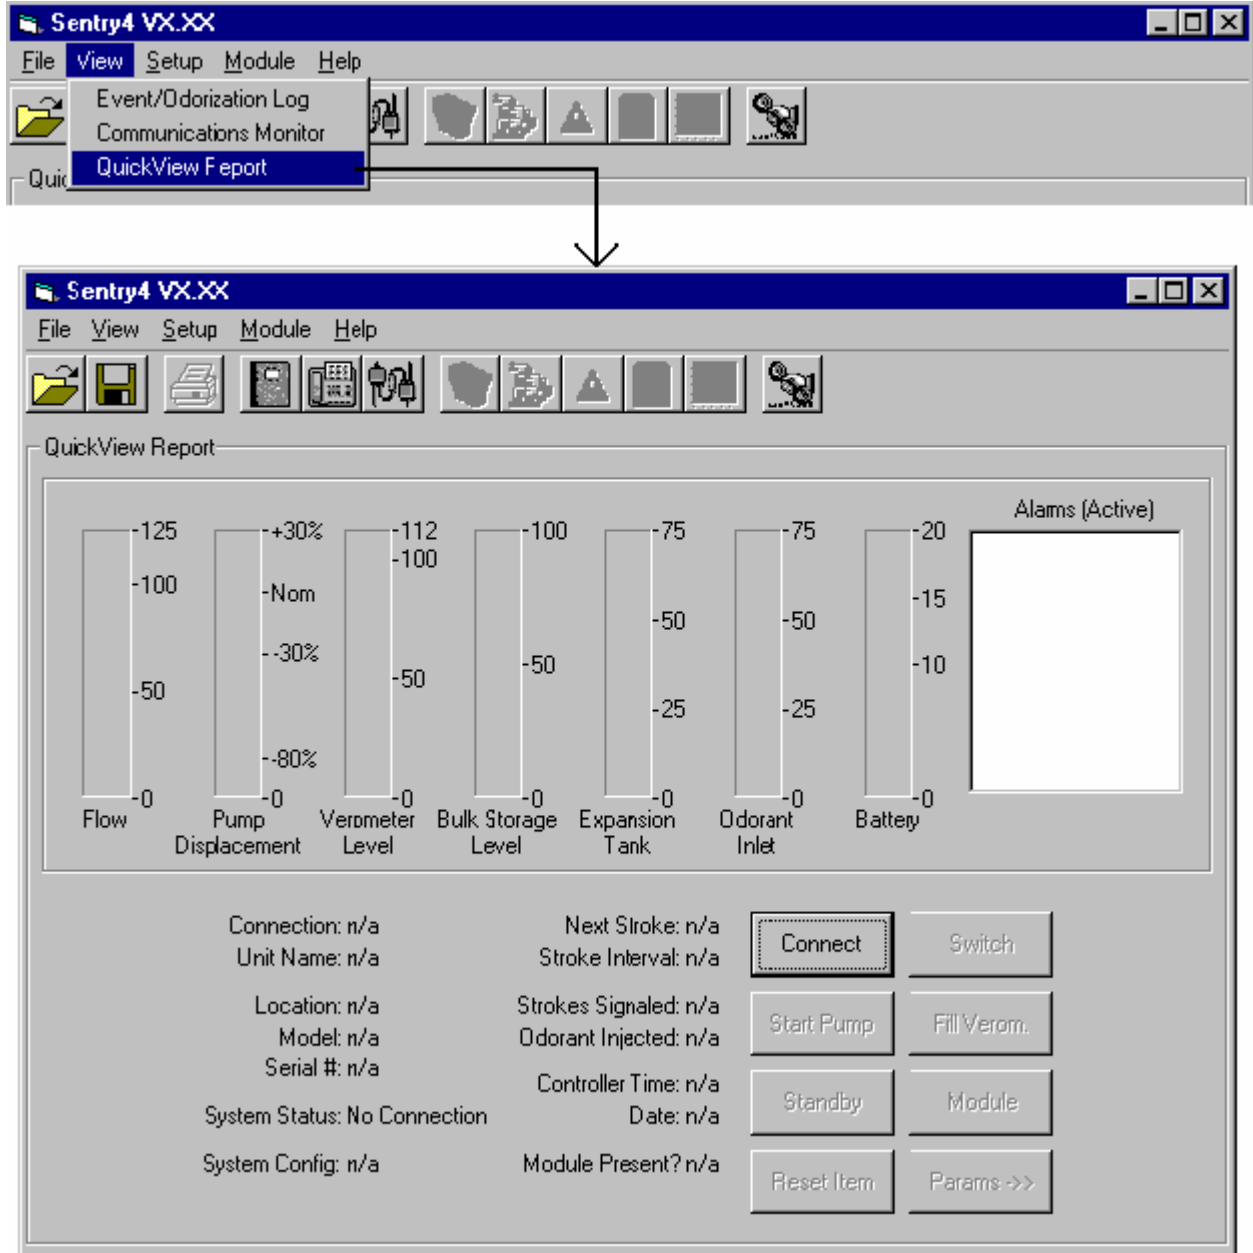 Sentry4 VX.XX
File View Setup Module Help
Event/Odorization Log
Communications Monitor
QuickView Report
Quic
Sentry4 VX.XX
File View Setup Module Help
QuickView Report
Alarms (Active)
-125 -+30% -112 -100 -75 -75 -20
-100 -Nom -100 -50 -50 -50 -15
-50 --30% -50 -25 -25 -10
--80%
-0 -0 -0 -0 -0 -0 -0
Flow Pump Verometer Bulk Storage Expansion Odorant Battery
Displacement Level Level Tank Inlet
Connection: n/a Next Stroke: n/a Connect Switch
Unit Name: n/a Stroke Interval: n/a
Location: n/a Strokes Signaled: n/a Start Pump Fill Verom.
Model: n/a Odorant Injected: n/a
Serial #: n/a Controller Time: n/a Standby Module
System Status: No Connection Date: n/a
System Config: n/a Module Present? n/a Reset Item Params ->>